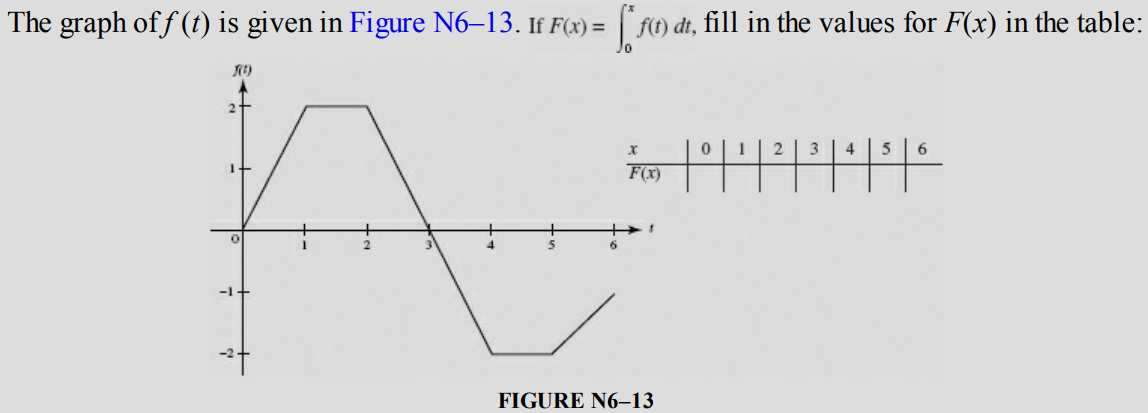 The graph of f (t) is given in Figure N6–13. If F(x) = ∫₀ˣ f(t) dt, fill in the values for F(x) in the table:
f(t)
2
1
0
1
2
3
4
5
6
t
-1
-2
x 0 1 2 3 4 5 6
F(x)
FIGURE N6–13